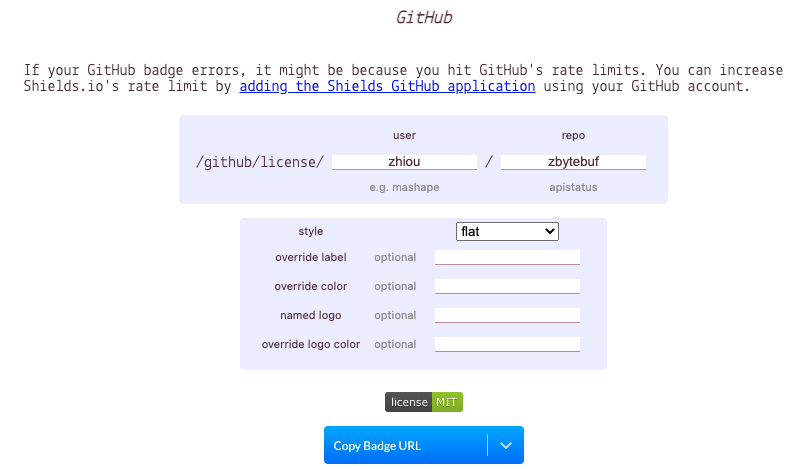 GitHub
If your GitHub badge errors, it might be because you hit GitHub's rate limits. You can increase
Shields.io's rate limit by adding the Shields GitHub application using your GitHub account.
user repo
/github/license/ zhiou / zbytebuf
e.g. mashape apistatus
style flat
override label optional
override color optional
named logo optional
override logo color optional
license MIT
Copy Badge URL